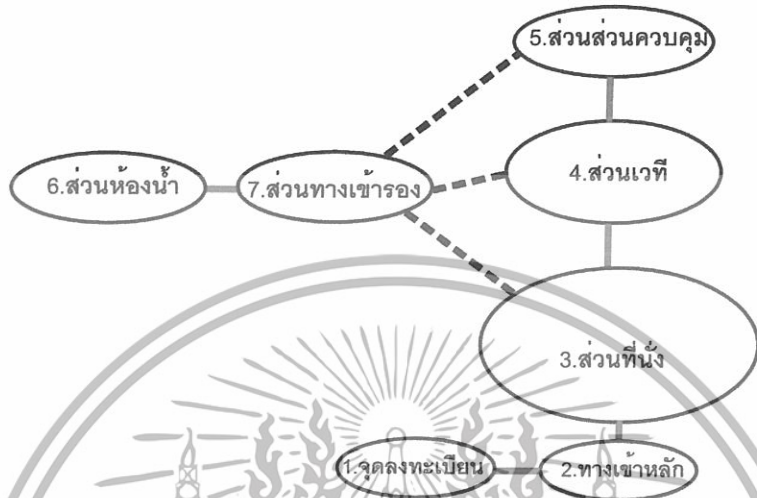 5.ส่วนส่วนควบคุม
4.ส่วนเวที
6.ส่วนห้องน้ำ
7.ส่วนทางเข้ารอง
3.ส่วนที่นั่ง
1.จุดลงทะเบียน
2.ทางเข้าหลัก